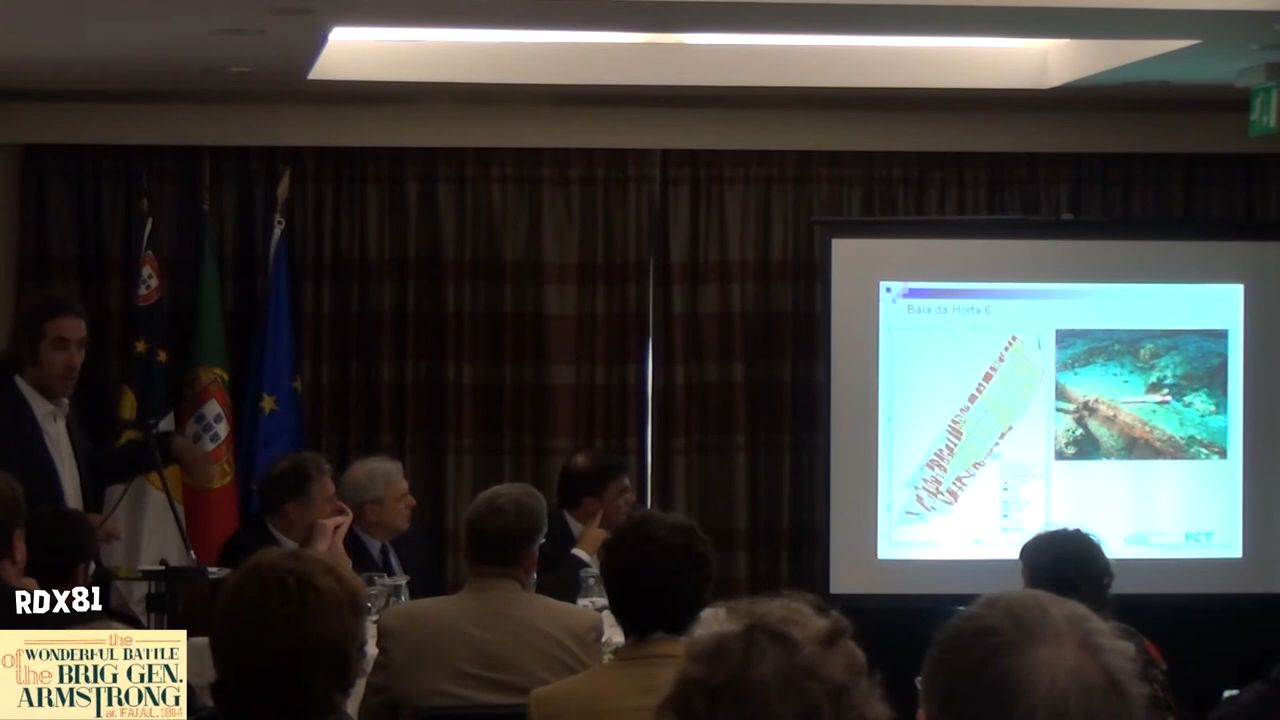 Baía da Horta 6
FCT
RDX81
the
of WONDERFUL BATTLE
the BRIG GEN.
ARMSTRONG
at FAIAL, 1814